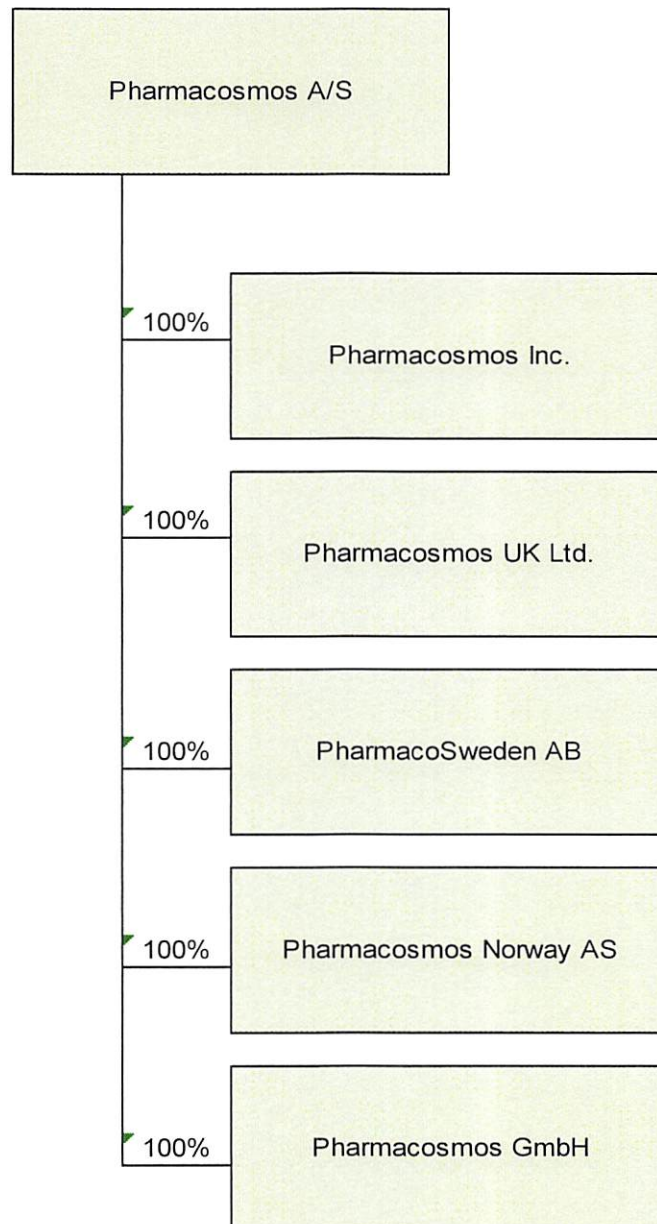 Pharmacosmos A/S
100%
Pharmacosmos Inc.
100%
Pharmacosmos UK Ltd.
100%
PharmacoSweden AB
100%
Pharmacosmos Norway AS
100%
Pharmacosmos GmbH